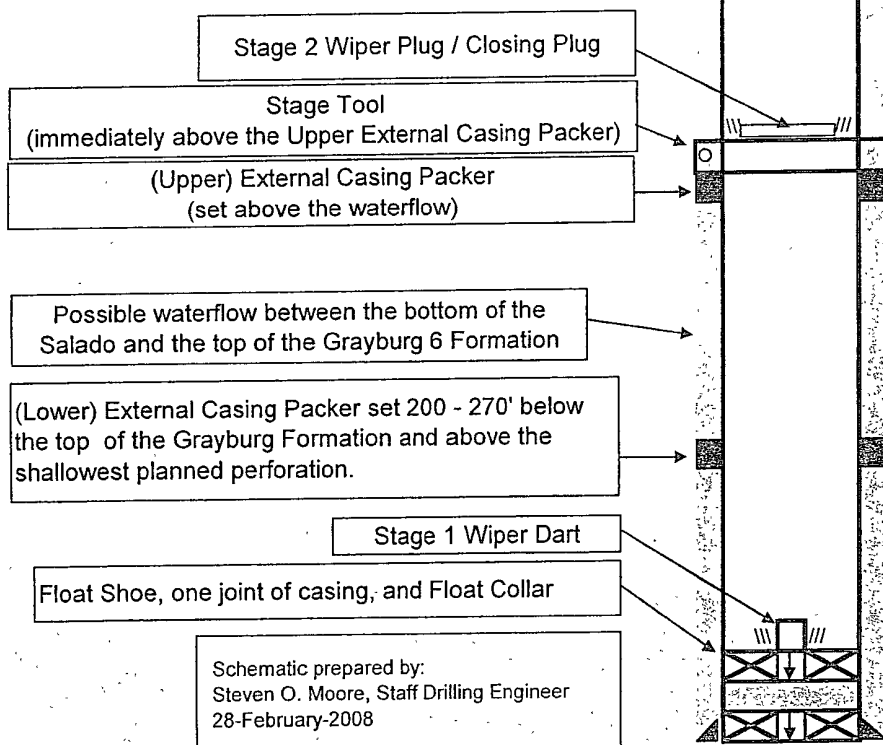 Stage 2 Wiper Plug / Closing Plug
Stage Tool
(immediately above the Upper External Casing Packer)
(Upper) External Casing Packer
(set above the waterflow)
Possible waterflow between the bottom of the
Salado and the top of the Grayburg 6 Formation
(Lower) External Casing Packer set 200 - 270' below
the top of the Grayburg Formation and above the
shallowest planned perforation.
Stage 1 Wiper Dart
Float Shoe, one joint of casing, and Float Collar
Schematic prepared by:
Steven O. Moore, Staff Drilling Engineer
28-February-2008